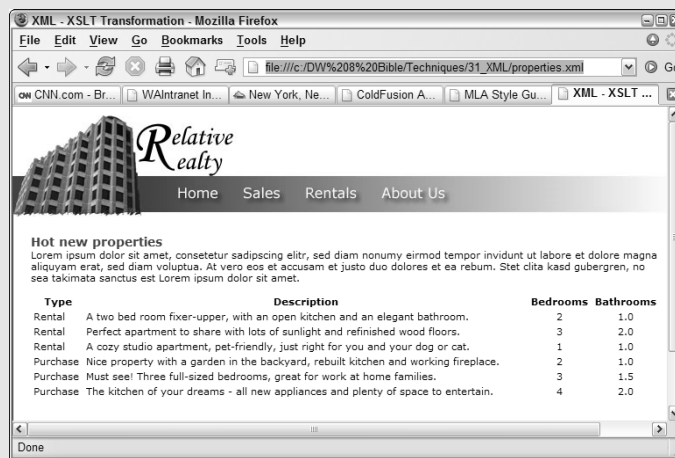 XML - XSLT Transformation - Mozilla Firefox
File Edit View Go Bookmarks Tools Help
file:///c:/DW%208%20Bible/Techniques/31_XML/properties.xml Go
CNN.com - Br... WAIntranet In... New York, Ne... ColdFusion A... MLA Style Gu... XML - XSLT ...
Relative
Realty
Home Sales Rentals About Us
Hot new properties
Lorem ipsum dolor sit amet, consetetur sadipscing elitr, sed diam nonumy eirmod tempor invidunt ut labore et dolore magna
aliquyam erat, sed diam voluptua. At vero eos et accusam et justo duo dolores et ea rebum. Stet clita kasd gubergren, no
sea takimata sanctus est Lorem ipsum dolor sit amet.
Type Description Bedrooms Bathrooms
Rental A two bed room fixer-upper, with an open kitchen and an elegant bathroom. 2 1.0
Rental Perfect apartment to share with lots of sunlight and refinished wood floors. 3 2.0
Rental A cozy studio apartment, pet-friendly, just right for you and your dog or cat. 1 1.0
Purchase Nice property with a garden in the backyard, rebuilt kitchen and working fireplace. 2 1.0
Purchase Must see! Three full-sized bedrooms, great for work at home families. 3 1.5
Purchase The kitchen of your dreams - all new appliances and plenty of space to entertain. 4 2.0
Done